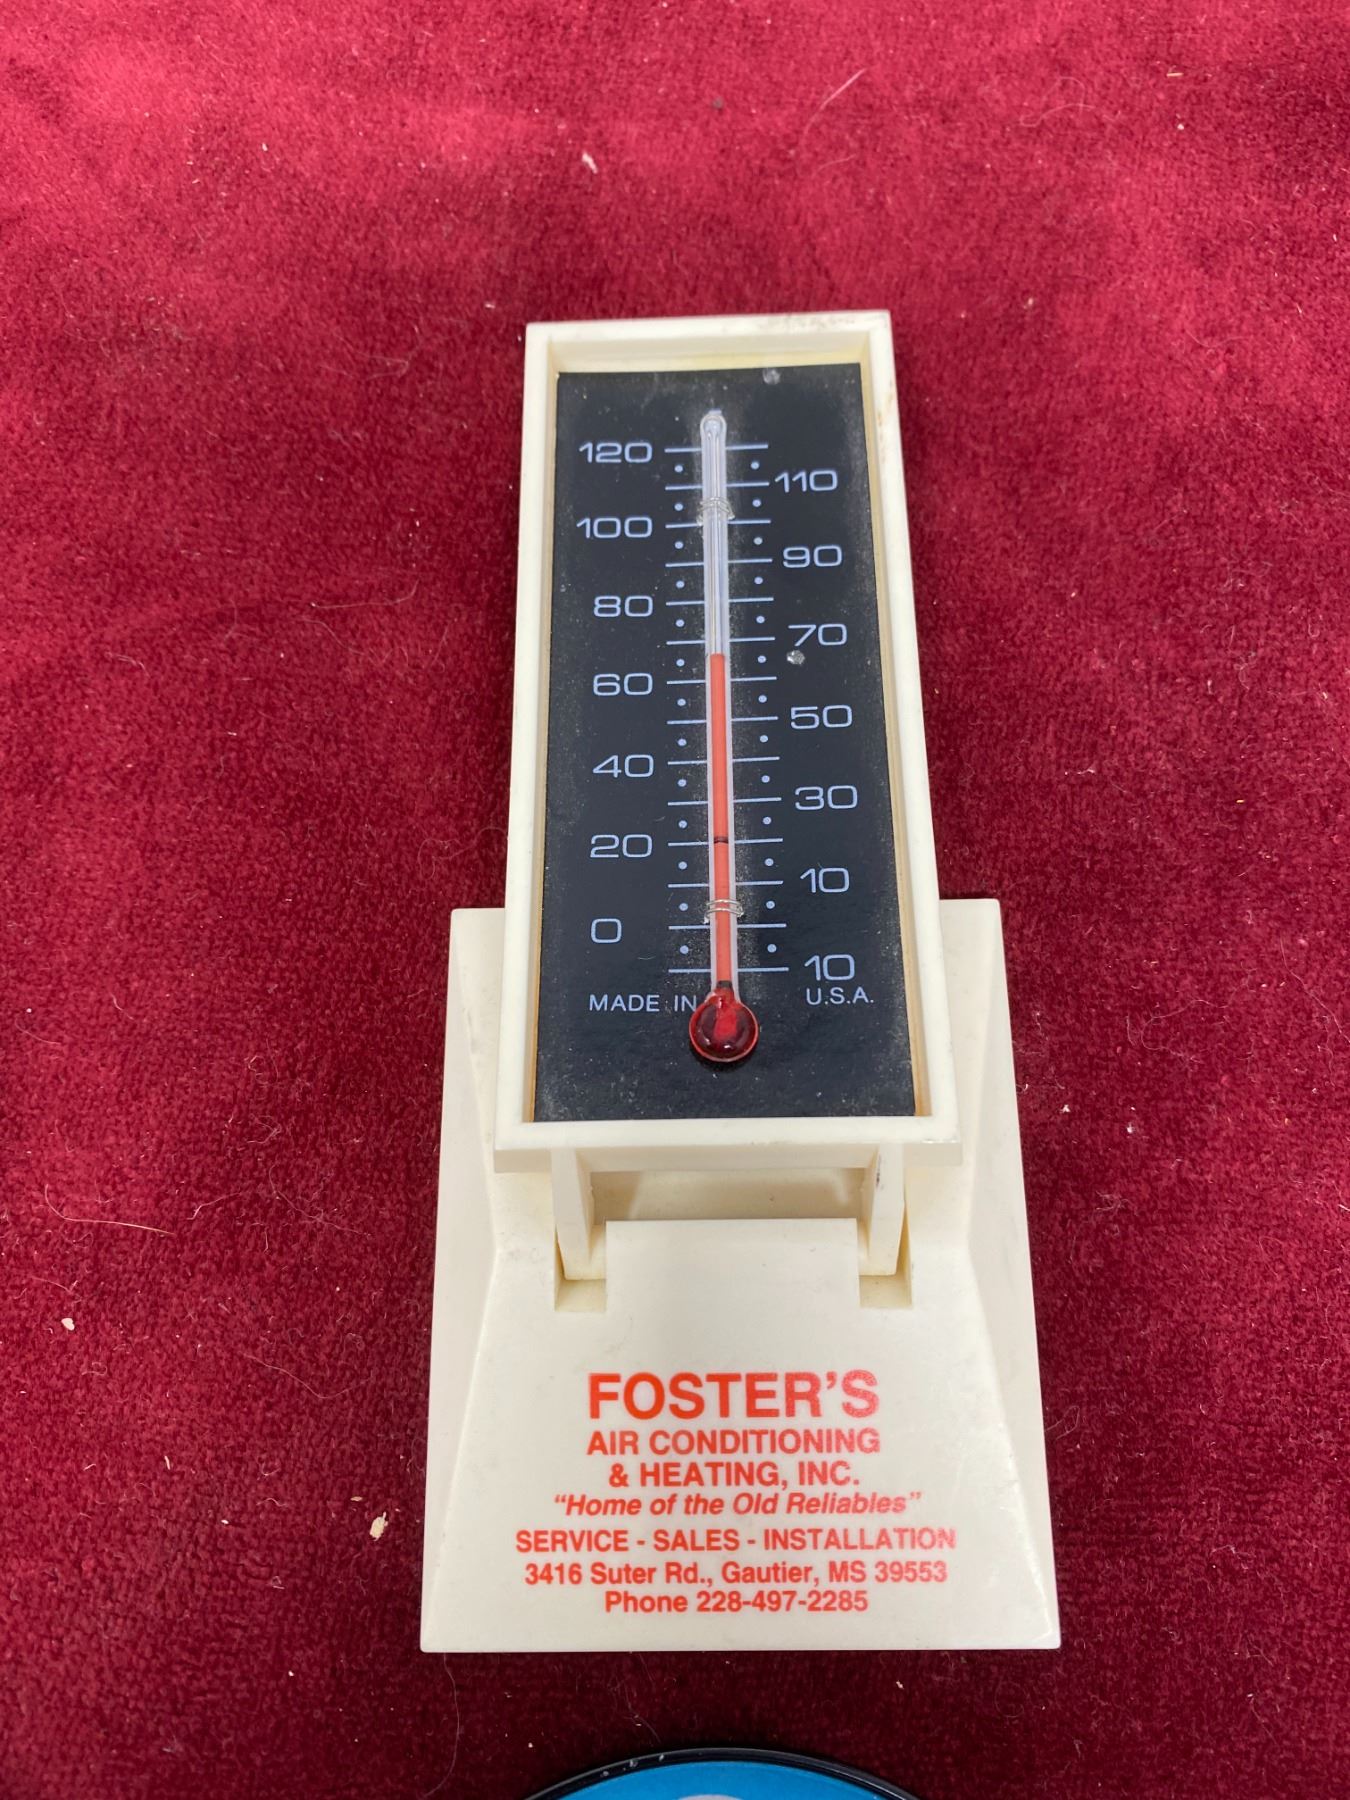 120
110
100
90
80
70
60
50
40
30
20
10
0
10
MADE IN U.S.A.
FOSTER'S
AIR CONDITIONING
& HEATING, INC.
"Home of the Old Reliables"
SERVICE - SALES - INSTALLATION
3416 Suter Rd., Gautier, MS 39553
Phone 228-497-2285